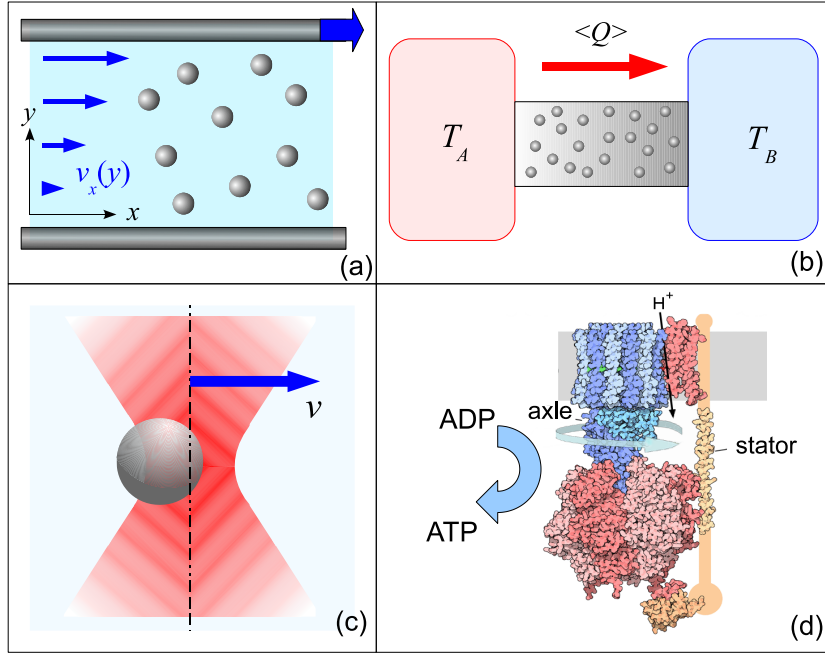 y
v_x(y)
x
(a)
<Q>
T_A
T_B
(b)
v
(c)
H⁺
axle
ADP
stator
ATP
(d)